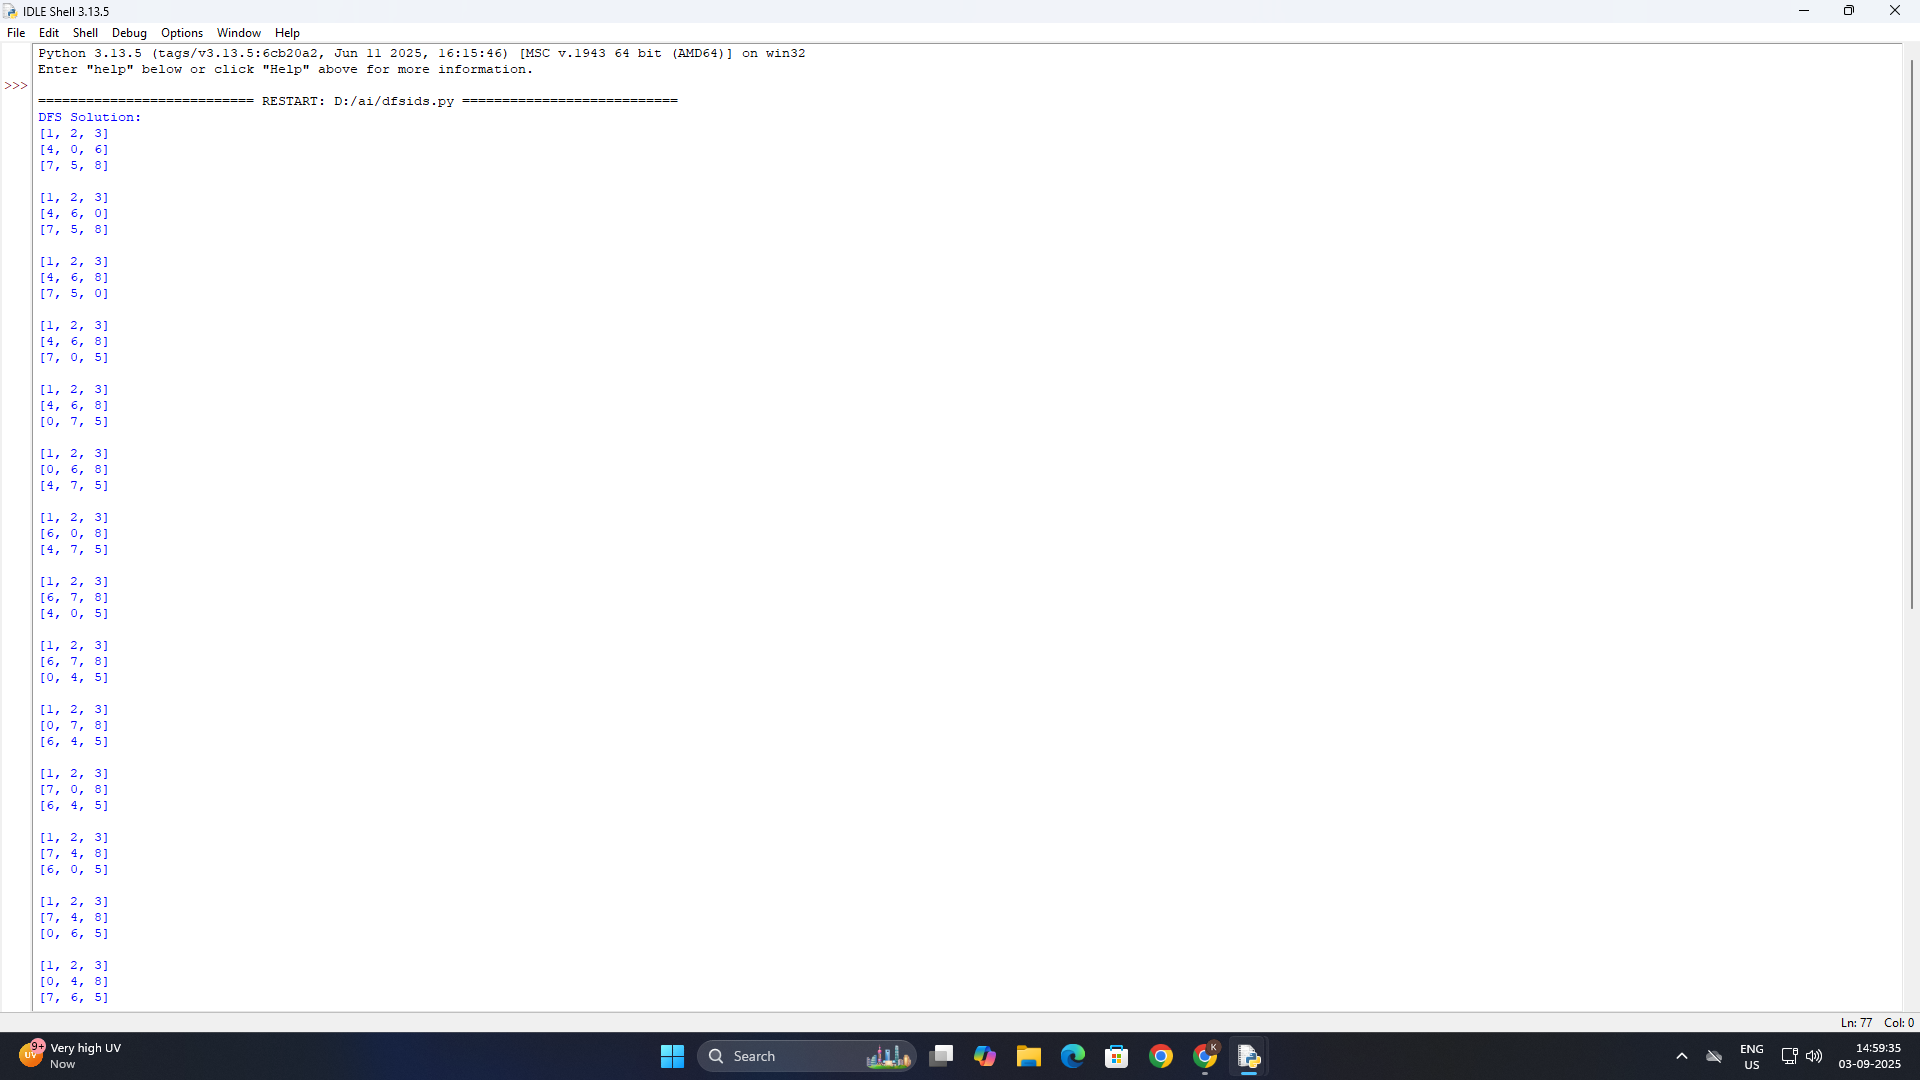 IDLE Shell 3.13.5
File Edit Shell Debug Options Window Help
Python 3.13.5 (tags/v3.13.5:6cb20a2, Jun 11 2025, 16:15:46) [MSC v.1943 64 bit (AMD64)] on win32
Enter "help" below or click "Help" above for more information.
>>>
=========================== RESTART: D:/ai/dfsids.py ===========================
DFS Solution:
[1, 2, 3]
[4, 0, 6]
[7, 5, 8]
[1, 2, 3]
[4, 6, 0]
[7, 5, 8]
[1, 2, 3]
[4, 6, 8]
[7, 5, 0]
[1, 2, 3]
[4, 6, 8]
[7, 0, 5]
[1, 2, 3]
[4, 6, 8]
[0, 7, 5]
[1, 2, 3]
[0, 6, 8]
[4, 7, 5]
[1, 2, 3]
[6, 0, 8]
[4, 7, 5]
[1, 2, 3]
[6, 7, 8]
[4, 0, 5]
[1, 2, 3]
[6, 7, 8]
[0, 4, 5]
[1, 2, 3]
[0, 7, 8]
[6, 4, 5]
[1, 2, 3]
[7, 0, 8]
[6, 4, 5]
[1, 2, 3]
[7, 4, 8]
[6, 0, 5]
[1, 2, 3]
[7, 4, 8]
[0, 6, 5]
[1, 2, 3]
[0, 4, 8]
[7, 6, 5]
Ln: 77 Col: 0
9+
UV
Very high UV
Now
Search
K
ENG
US
14:59:35
03-09-2025